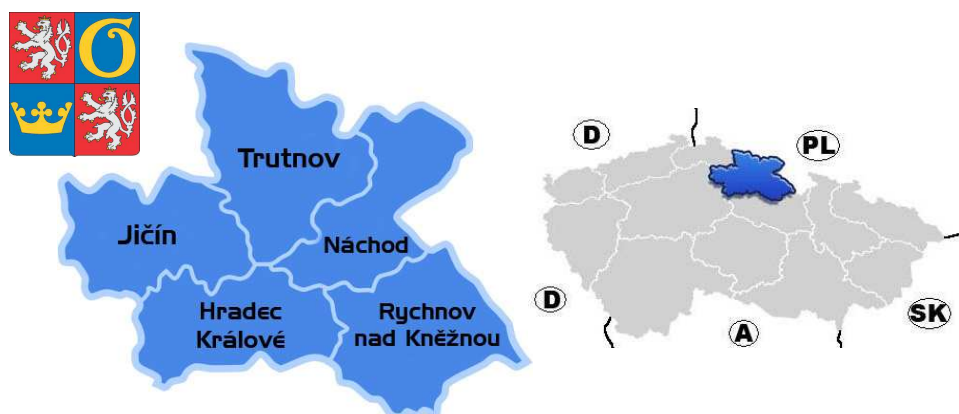 G
Trutnov
Jičín
Náchod
Hradec
Králové
Rychnov
nad Kněžnou
D
PL
D
A
SK